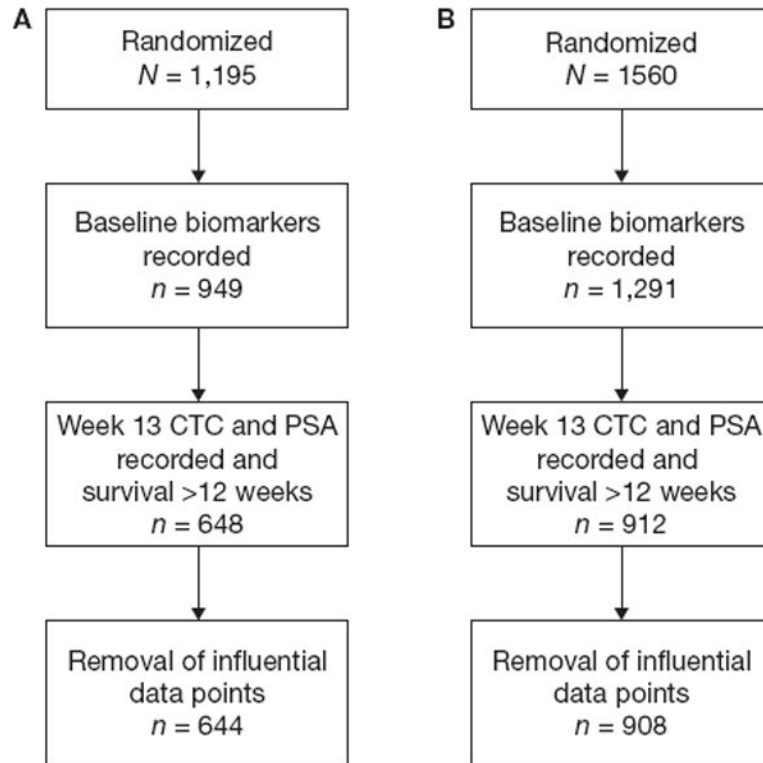 A
Randomized
N = 1,195
Baseline biomarkers
recorded
n = 949
Week 13 CTC and PSA
recorded and
survival >12 weeks
n = 648
Removal of influential
data points
n = 644
B
Randomized
N = 1560
Baseline biomarkers
recorded
n = 1,291
Week 13 CTC and PSA
recorded and
survival >12 weeks
n = 912
Removal of influential
data points
n = 908